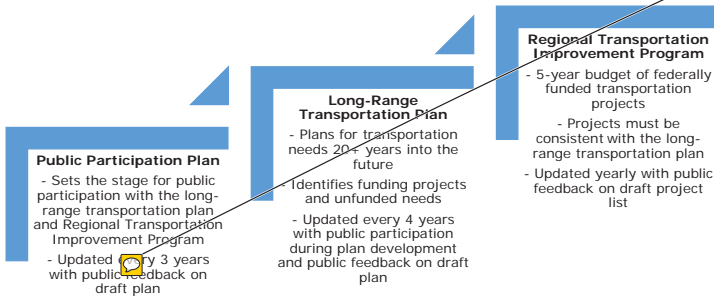 Public Participation Plan
- Sets the stage for public
participation with the long-
range transportation plan
and Regional Transportation
Improvement Program
- Updated every 3 years
with public feedback on
draft plan
Long-Range
Transportation Plan
- Plans for transportation
needs 20+ years into the
future
- Identifies funding projects
and unfunded needs
- Updated every 4 years
with public participation
during plan development
and public feedback on draft
plan
Regional Transportation
Improvement Program
- 5-year budget of federally
funded transportation
projects
- Projects must be
consistent with the long-
range transportation plan
- Updated yearly with public
feedback on draft project
list